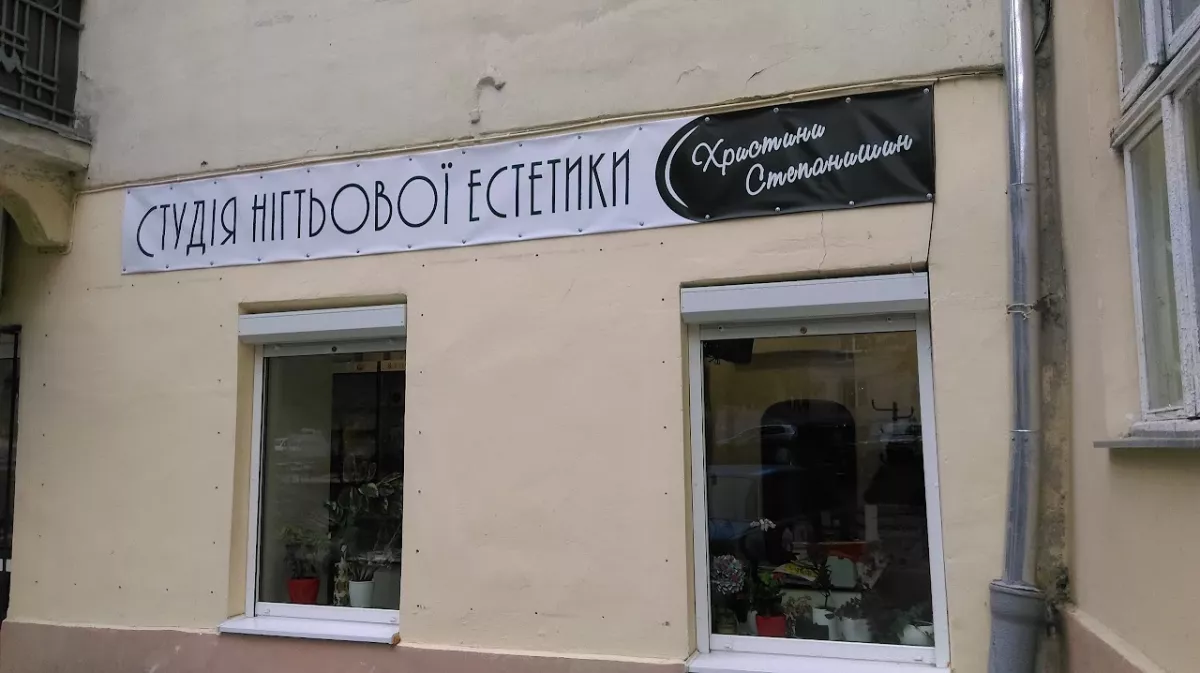 СТУДІЯ НІГТЬОВОЇ ЕСТЕТИКИ
Христини
Степанишин